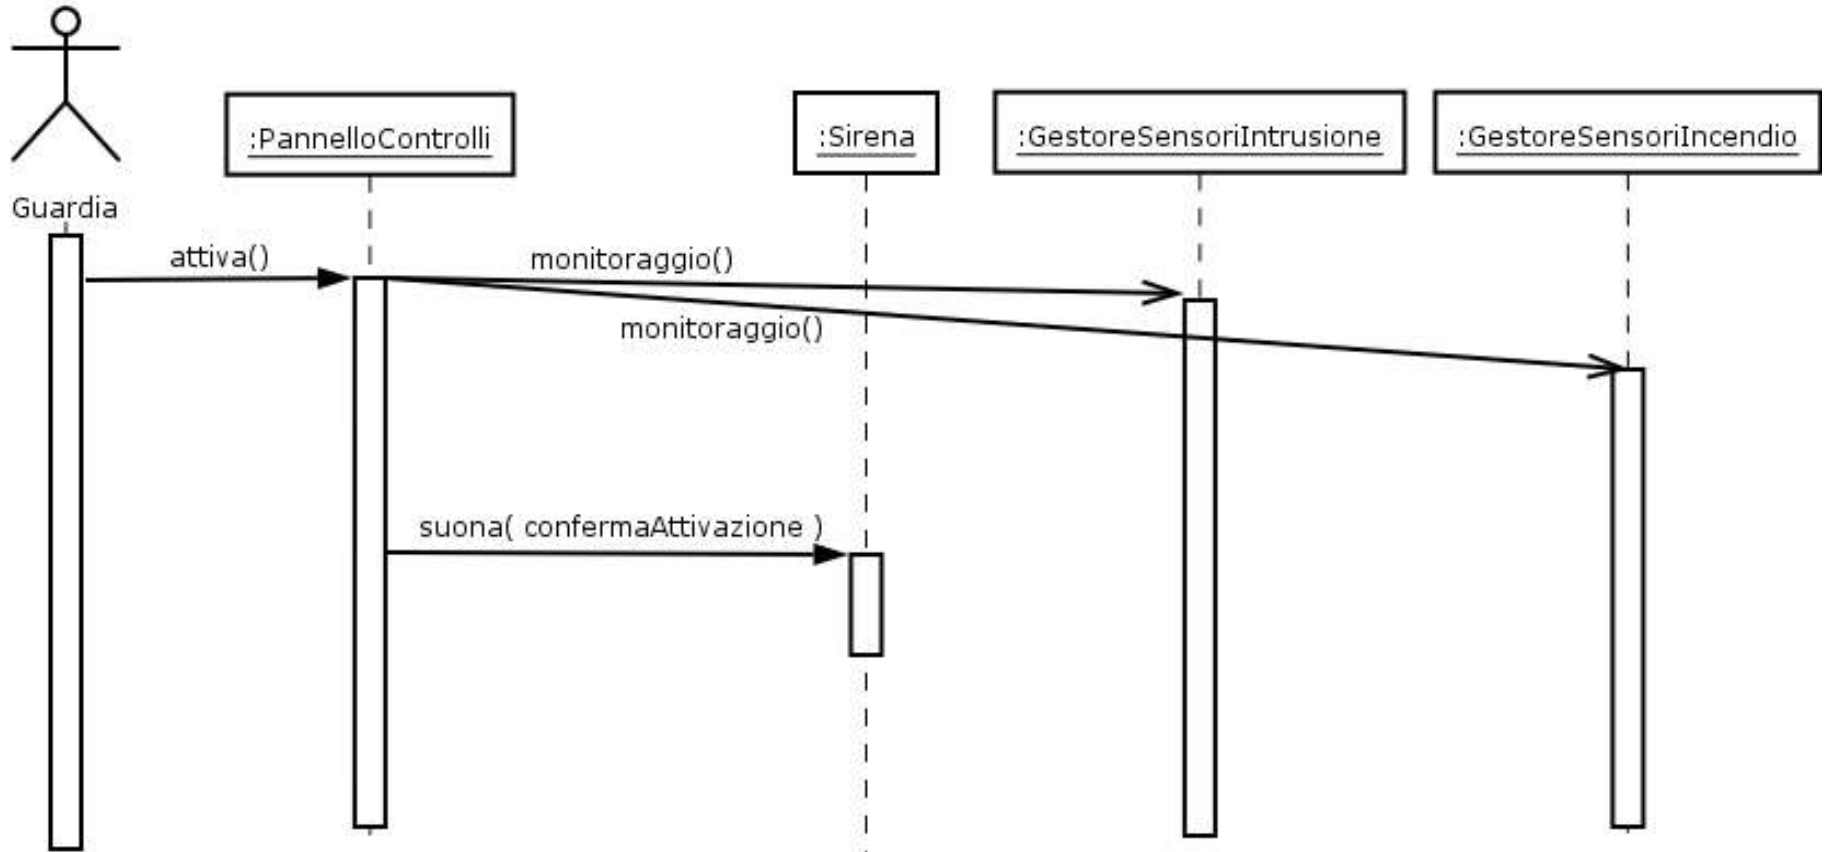 :PannelloControlli
:Sirena
:GestoreSensoriIntrusione
:GestoreSensoriIncendio
Guardia
attiva()
monitoraggio()
monitoraggio()
suona( confermaAttivazione )